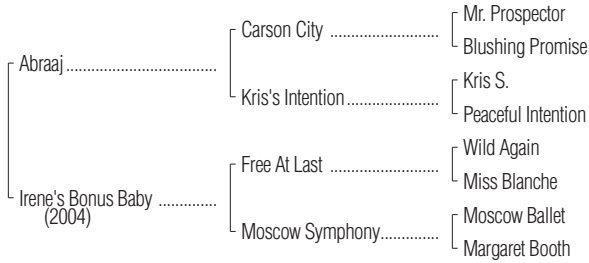 Mr. Prospector
Carson City ....................
Blushing Promise
Abraaj ............................
Kris S.
Kris's Intention .................
Peaceful Intention
Wild Again
Free At Last ....................
Miss Blanche
Irene's Bonus Baby ...........
(2004)
Moscow Ballet
Moscow Symphony ...........
Margaret Booth